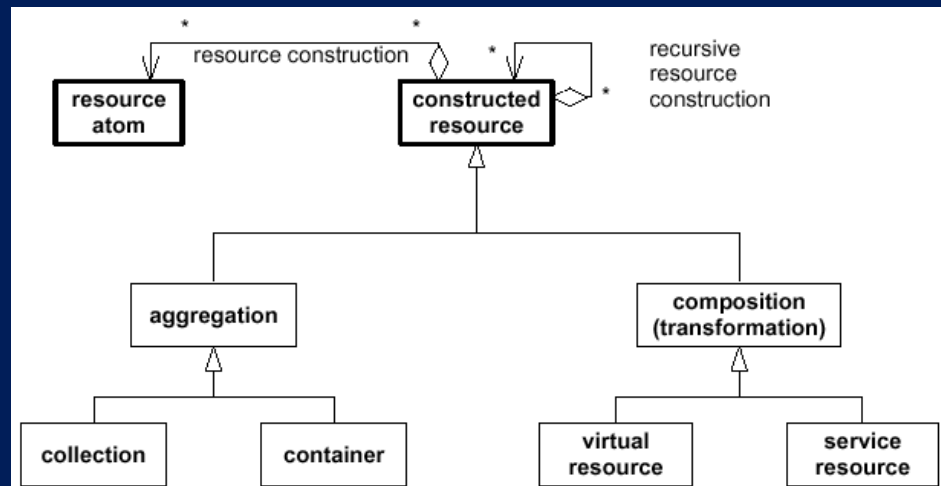 * *
resource construction
* *
recursive
resource
construction
resource
atom
constructed
resource
aggregation
composition
(transformation)
collection
container
virtual
resource
service
resource